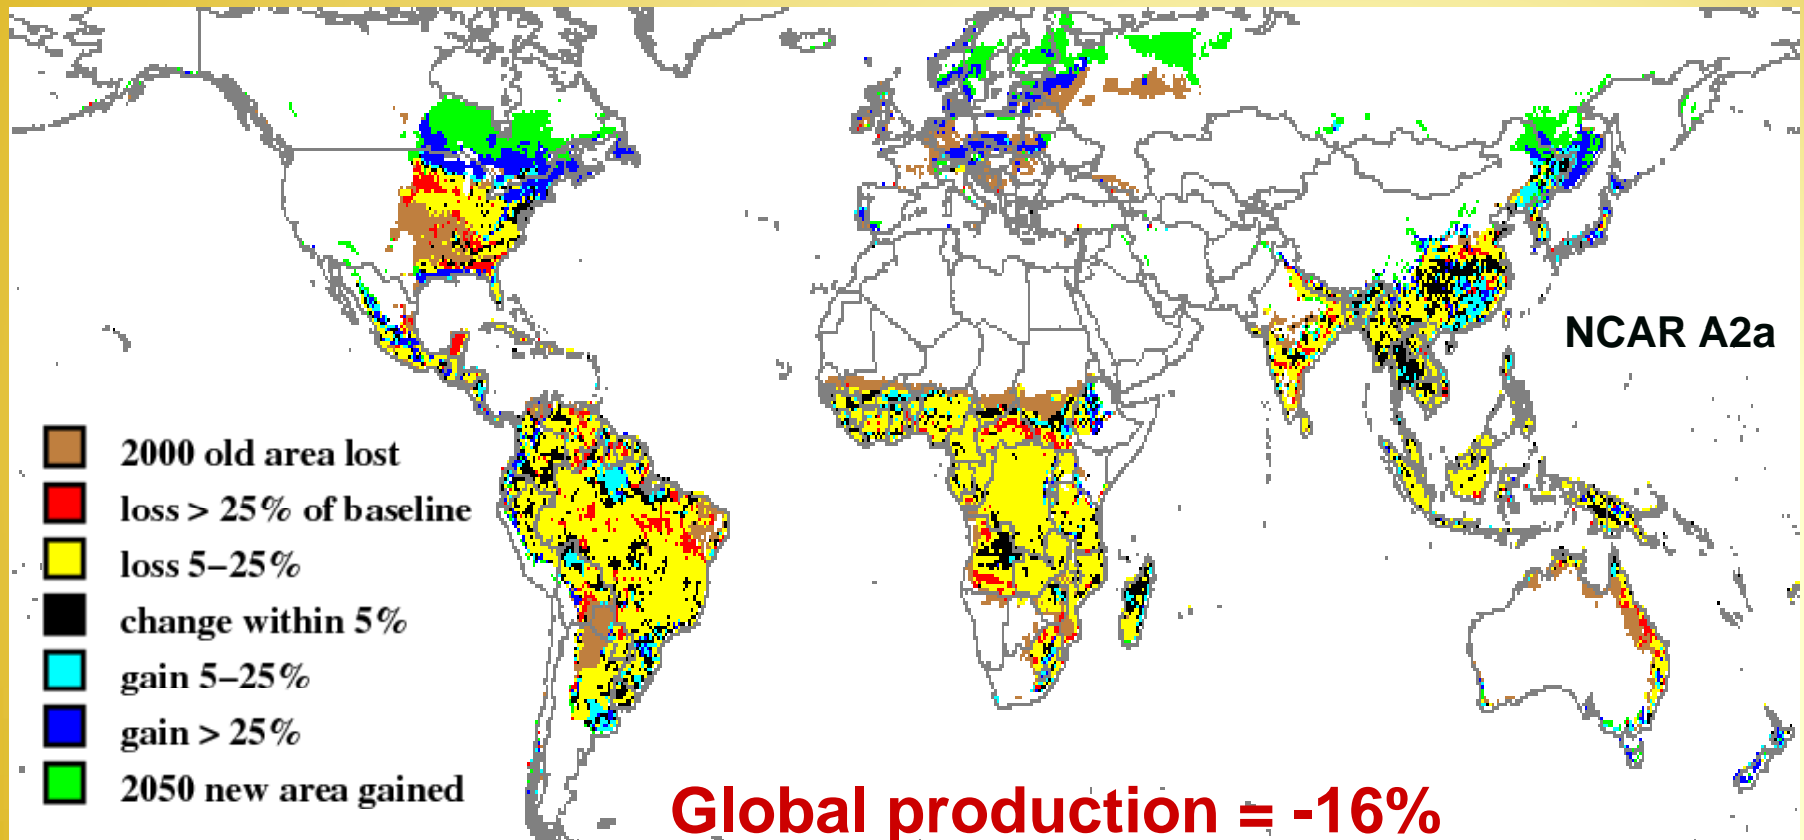 NCAR A2a
2000 old area lost
loss > 25% of baseline
loss 5–25%
change within 5%
gain 5–25%
gain > 25%
2050 new area gained
Global production = -16%